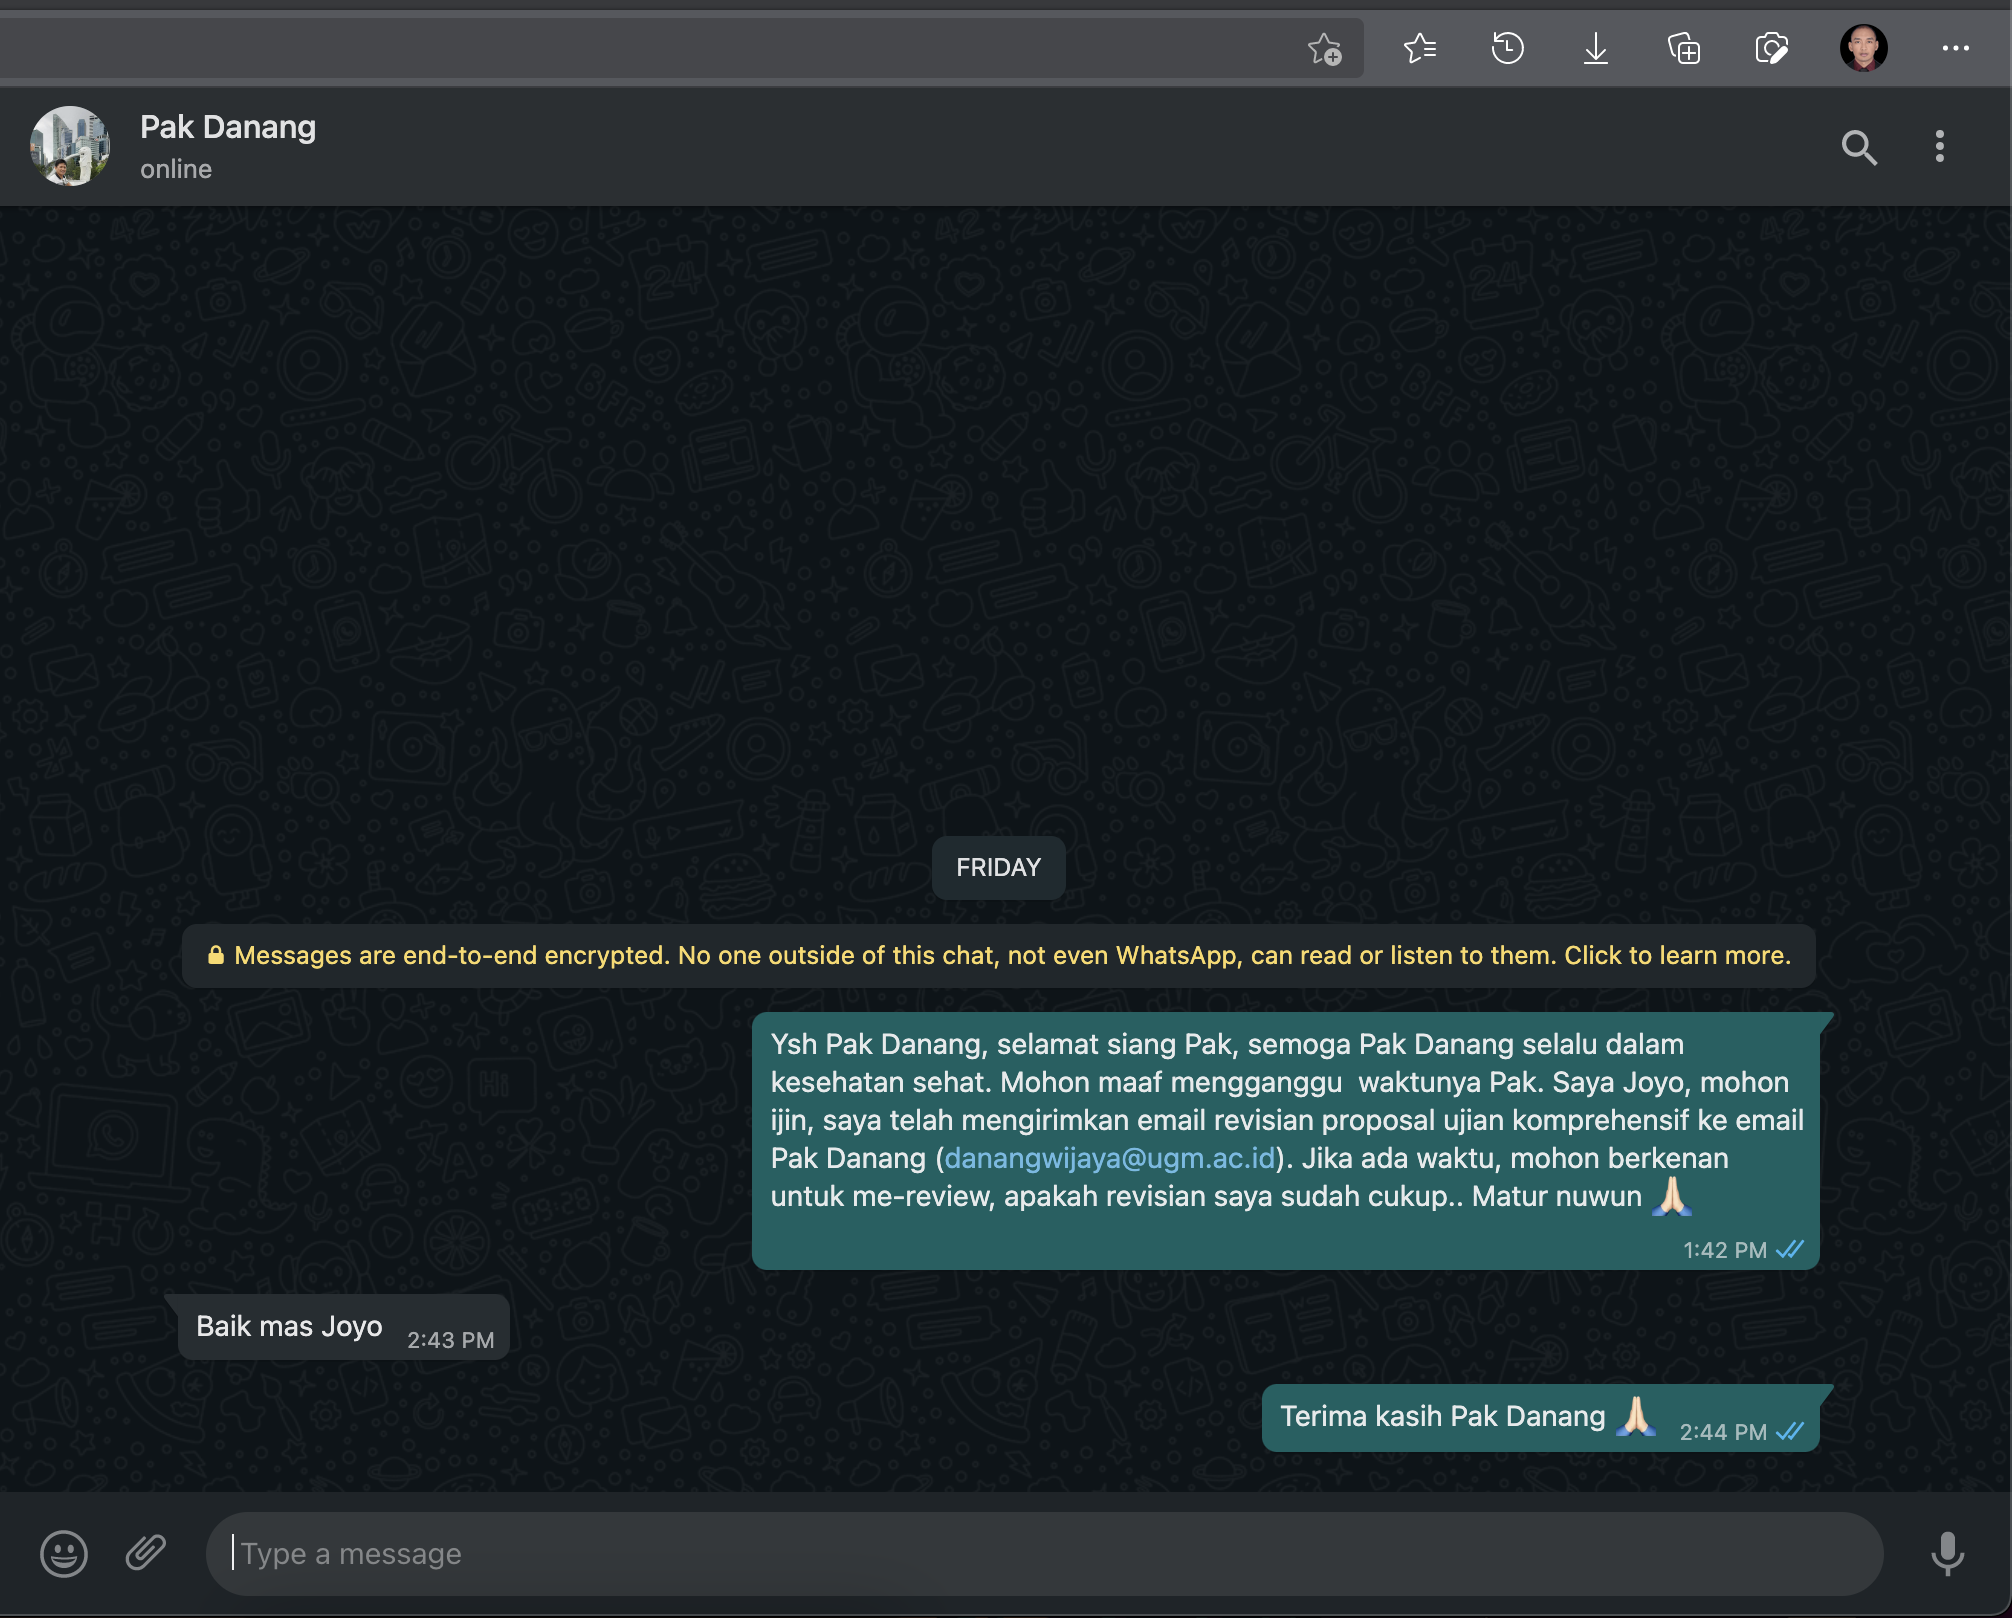 Pak Danang
online
FRIDAY
Messages are end-to-end encrypted. No one outside of this chat, not even WhatsApp, can read or listen to them. Click to learn more.
Ysh Pak Danang, selamat siang Pak, semoga Pak Danang selalu dalam
kesehatan sehat. Mohon maaf mengganggu  waktunya Pak. Saya Joyo, mohon
ijin, saya telah mengirimkan email revisian proposal ujian komprehensif ke email
Pak Danang (danangwijaya@ugm.ac.id). Jika ada waktu, mohon berkenan
untuk me-review, apakah revisian saya sudah cukup.. Matur nuwun 🙏🏻
1:42 PM
Baik mas Joyo 2:43 PM
Terima kasih Pak Danang 🙏🏻 2:44 PM
Type a message